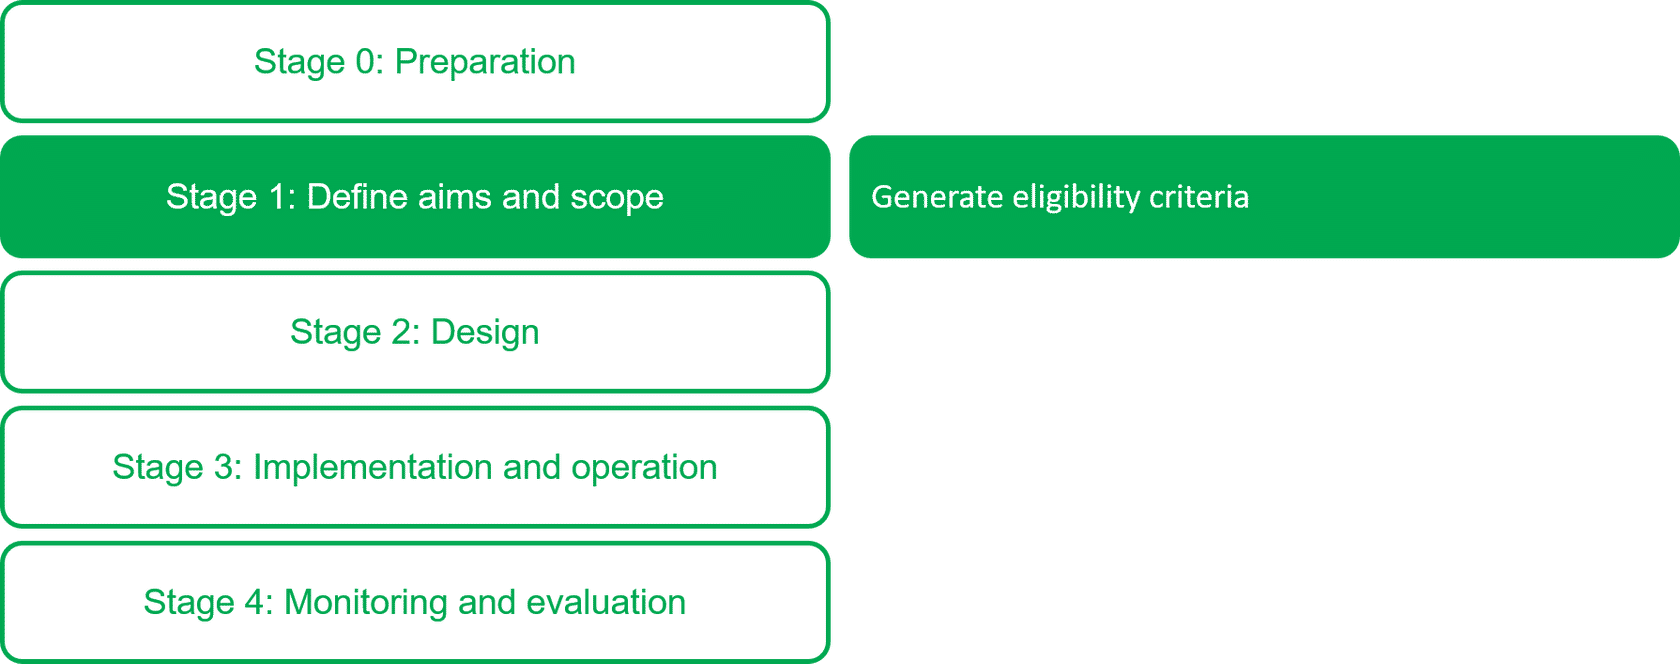 Stage 0: Preparation
Stage 1: Define aims and scope
Generate eligibility criteria
Stage 2: Design
Stage 3: Implementation and operation
Stage 4: Monitoring and evaluation